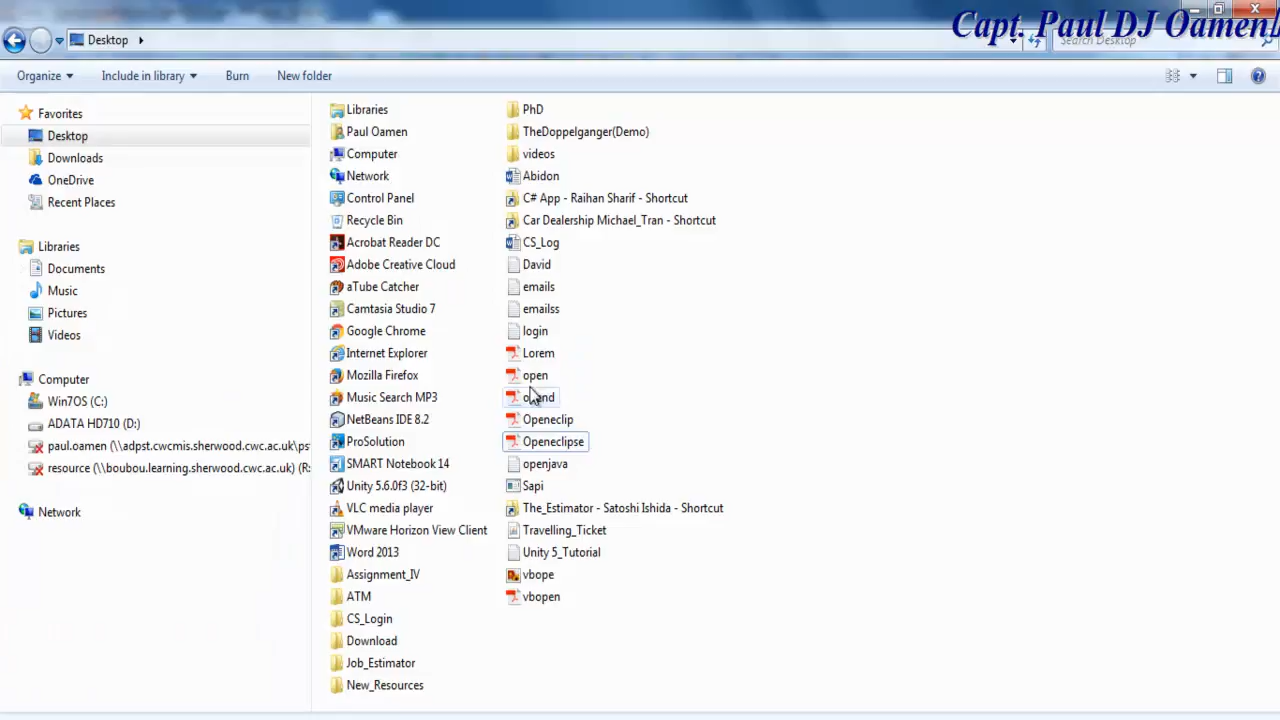 Capt. Paul DJ Oamen
Desktop
Search Desktop
Organize
Include in library
Burn
New folder
Favorites
Desktop
Downloads
OneDrive
Recent Places
Libraries
Documents
Music
Pictures
Videos
Computer
Win7OS (C:)
ADATA HD710 (D:)
paul.oamen (\\adpst.cwcmis.sherwood.cwc.ac.uk\ps
resource (\\boubou.learning.sherwood.cwc.ac.uk) (R:
Network
Libraries
Paul Oamen
Computer
Network
Control Panel
Recycle Bin
Acrobat Reader DC
Adobe Creative Cloud
aTube Catcher
Camtasia Studio 7
Google Chrome
Internet Explorer
Mozilla Firefox
Music Search MP3
NetBeans IDE 8.2
ProSolution
SMART Notebook 14
Unity 5.6.0f3 (32-bit)
VLC media player
VMware Horizon View Client
Word 2013
Assignment_IV
ATM
CS_Login
Download
Job_Estimator
New_Resources
PhD
TheDoppelganger(Demo)
videos
Abidon
C# App - Raihan Sharif - Shortcut
Car Dealership Michael_Tran - Shortcut
CS_Log
David
emails
emailss
login
Lorem
open
Openeclip
Openeclipse
openjava
Sapi
The_Estimator - Satoshi Ishida - Shortcut
Travelling_Ticket
Unity 5_Tutorial
vbope
vbopen